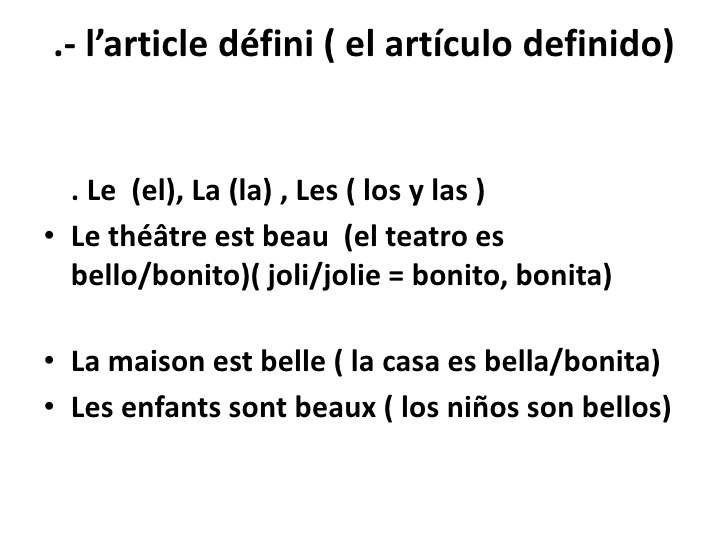 .- l’article défini ( el artículo definido)
. Le  (el), La (la) , Les ( los y las )
• Le théâtre est beau  (el teatro es
bello/bonito)( joli/jolie = bonito, bonita)
• La maison est belle ( la casa es bella/bonita)
• Les enfants sont beaux ( los niños son bellos)